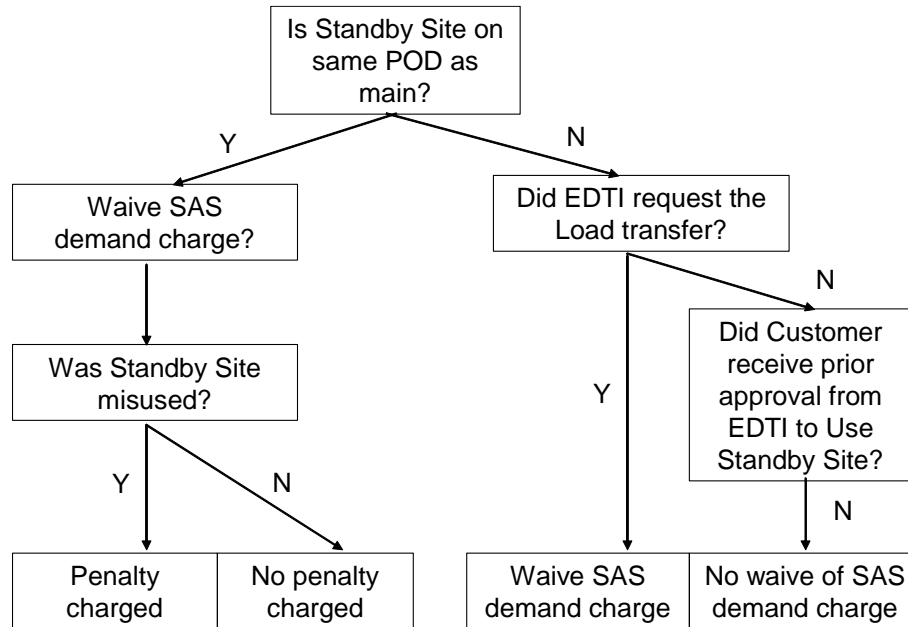 Is Standby Site on
same POD as
main?
Y
N
Waive SAS
demand charge?
Did EDTI request the
Load transfer?
N
Was Standby Site
misused?
Did Customer
receive prior
approval from
EDTI to Use
Standby Site?
Y
Y
N
N
Penalty
charged
No penalty
charged
Waive SAS
demand charge
No waive of SAS
demand charge